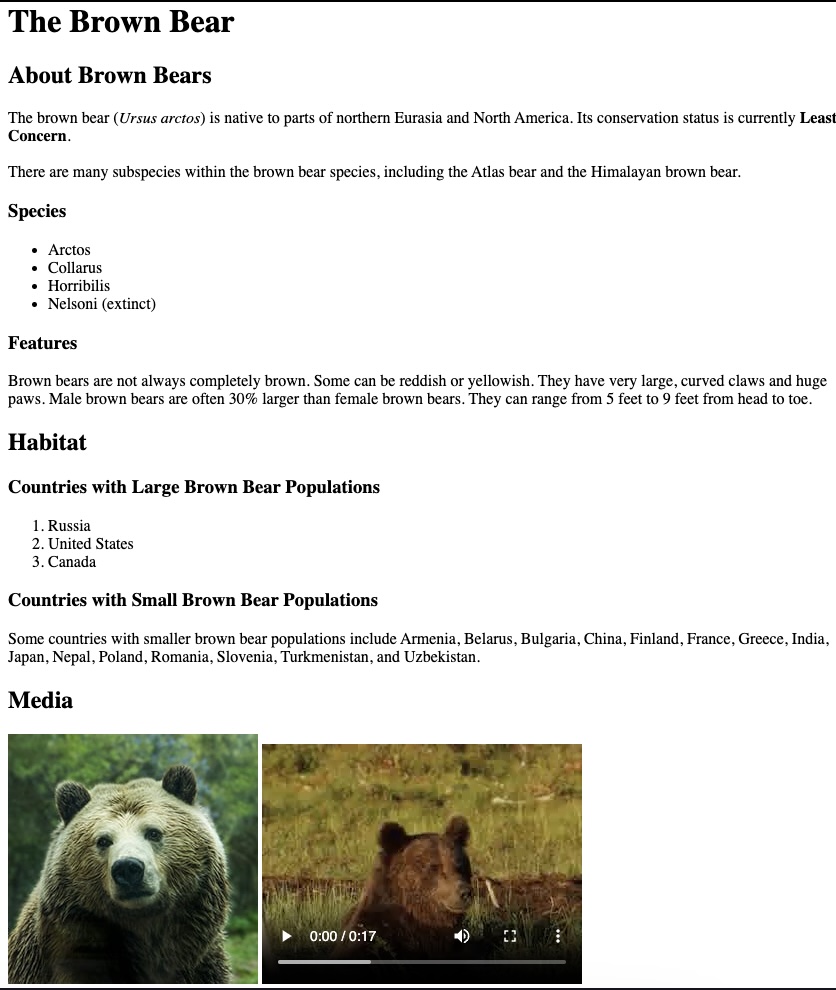 The Brown Bear
About Brown Bears
The brown bear (Ursus arctos) is native to parts of northern Eurasia and North America. Its conservation status is currently Least
Concern.
There are many subspecies within the brown bear species, including the Atlas bear and the Himalayan brown bear.
Species
• Arctos
• Collarus
• Horribilis
• Nelsoni (extinct)
Features
Brown bears are not always completely brown. Some can be reddish or yellowish. They have very large, curved claws and huge
paws. Male brown bears are often 30% larger than female brown bears. They can range from 5 feet to 9 feet from head to toe.
Habitat
Countries with Large Brown Bear Populations
1. Russia
2. United States
3. Canada
Countries with Small Brown Bear Populations
Some countries with smaller brown bear populations include Armenia, Belarus, Bulgaria, China, Finland, France, Greece, India,
Japan, Nepal, Poland, Romania, Slovenia, Turkmenistan, and Uzbekistan.
Media
0:00 / 0:17